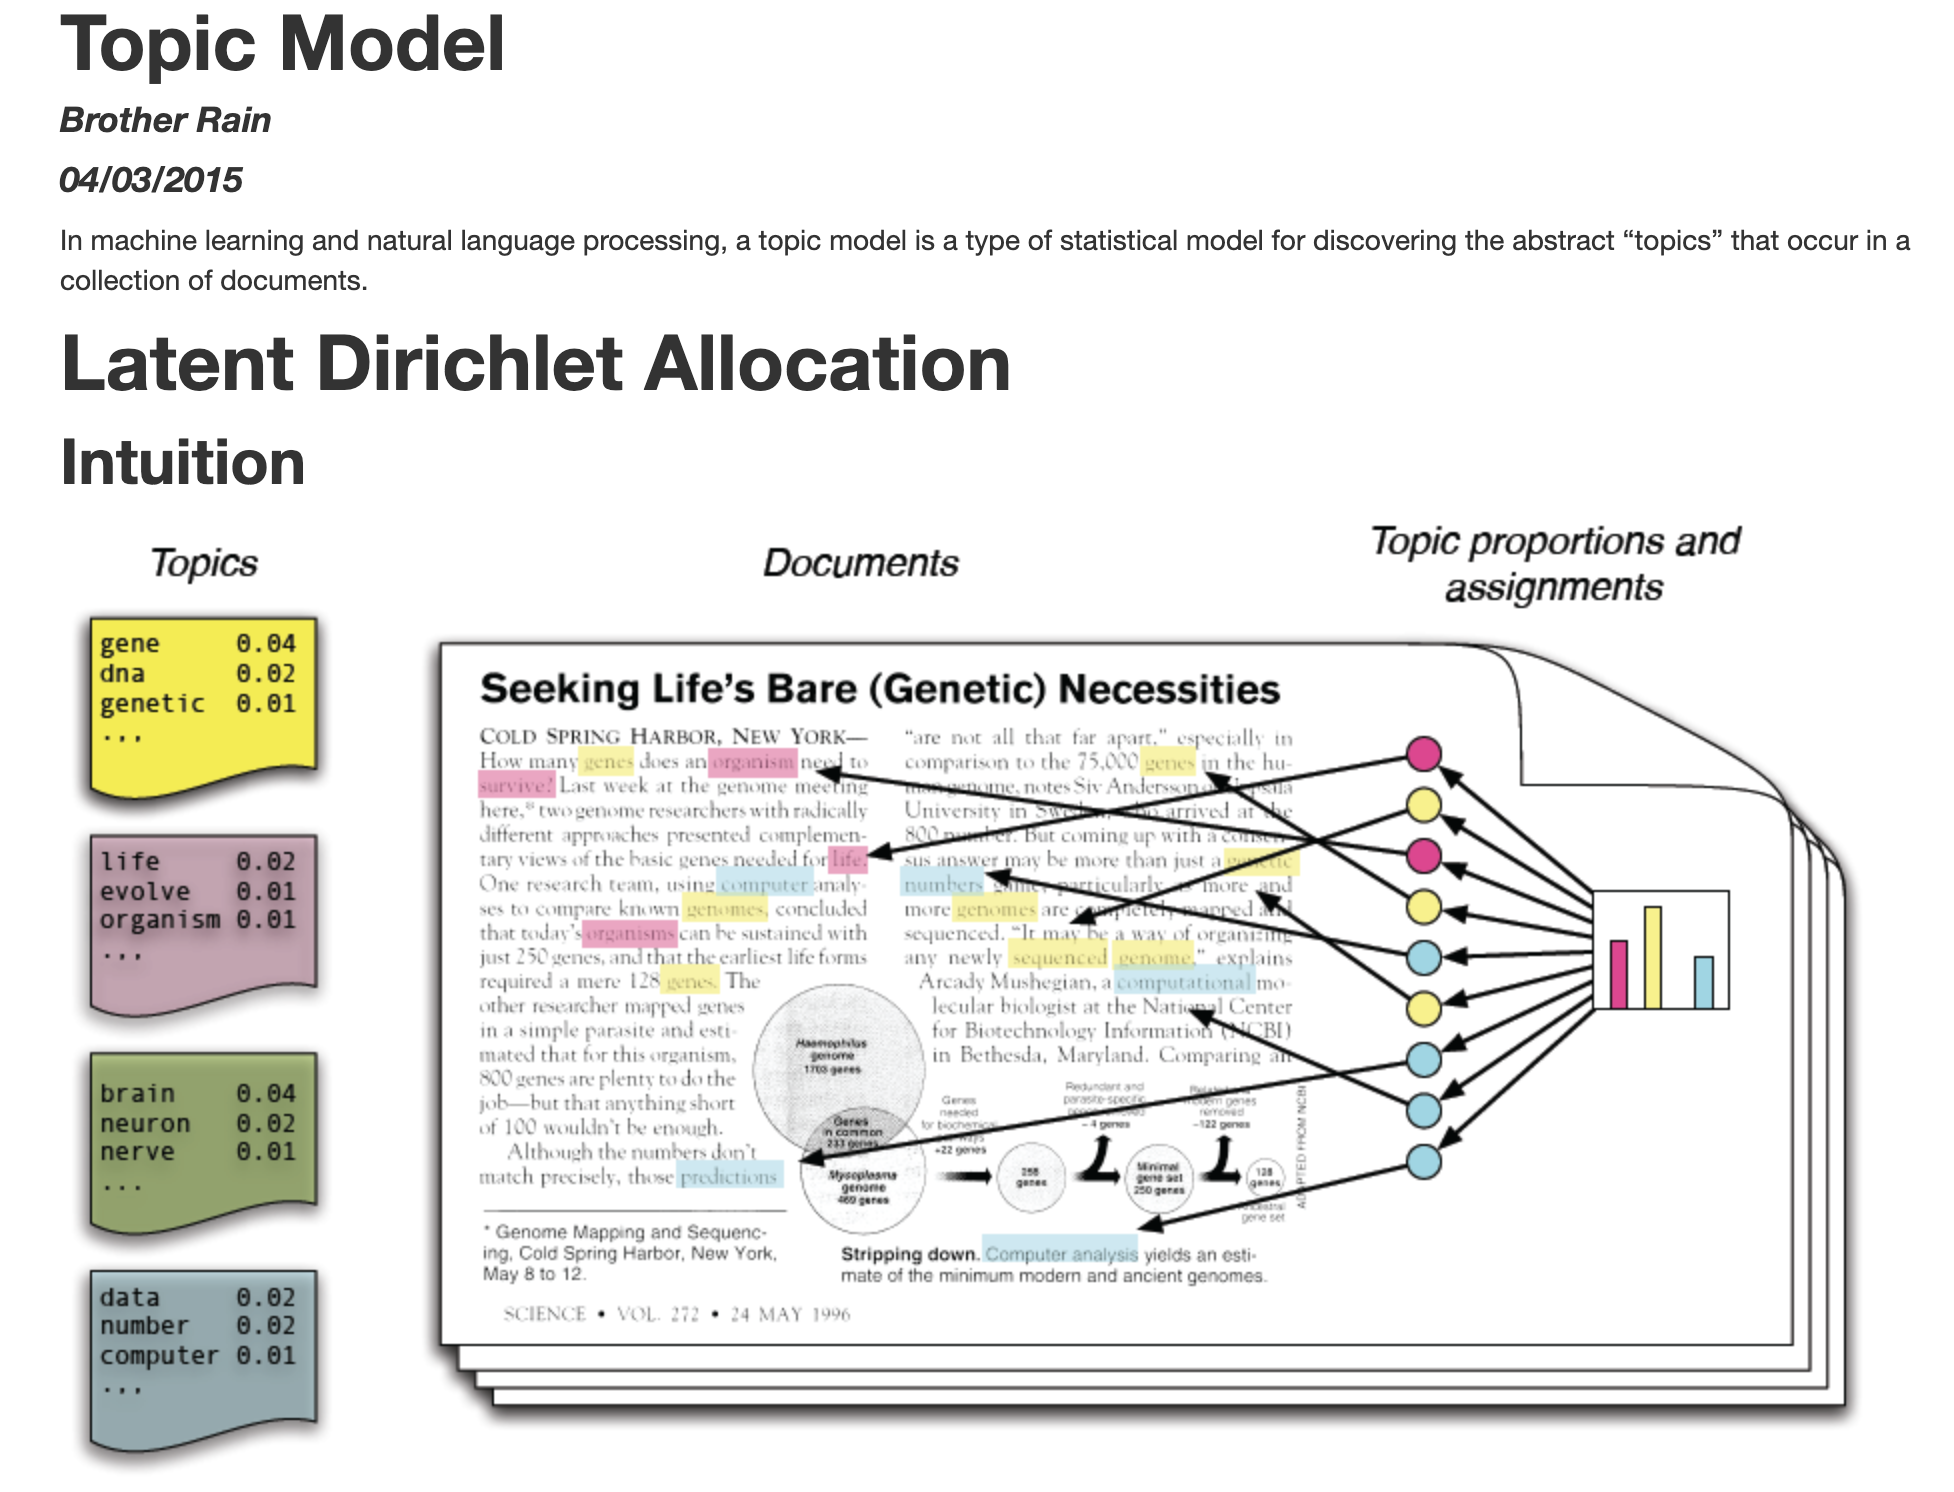 Topic Model
Brother Rain
04/03/2015
In machine learning and natural language processing, a topic model is a type of statistical model for discovering the abstract “topics” that occur in a
collection of documents.
Latent Dirichlet Allocation
Intuition
Topics
gene 0.04
dna 0.02
genetic 0.01
...
life 0.02
evolve 0.01
organism 0.01
...
brain 0.04
neuron 0.02
nerve 0.01
...
data 0.02
number 0.02
computer 0.01
...
Documents
Seeking Life’s Bare (Genetic) Necessities
COLD SPRING HARBOR, NEW YORK—
How many genes does an organism need to
survive? Last week at the genome meeting
here,* two genome researchers with radically
different approaches presented complemen-
tary views of the basic genes needed for life.
One research team, using computer analy-
ses to compare known genomes, concluded
that today's organisms can be sustained with
just 250 genes, and that the earliest life forms
required a mere 128 genes. The
other researcher mapped genes
in a simple parasite and esti-
mated that for this organism,
800 genes are plenty to do the
job—but that anything short
of 100 wouldn't be enough.
Although the numbers don't
match precisely, those predictions
* Genome Mapping and Sequenc-
ing, Cold Spring Harbor, New York,
May 8 to 12.
“are not all that far apart,” especially in
comparison to the 75,000 genes in the hu-
man genome, notes Siv Andersson
University in Sweden, who arrived at the
800 number. But coming up with a consen-
sus answer may be more than just a genetic
numbers particularly as more and
more genomes are completely mapped and
sequenced. “It may be a way of organizing
any newly sequenced genome,” explains
Arcady Mushegian, a computational mo-
lecular biologist at the National Center
for Biotechnology Information (NCBI)
in Bethesda, Maryland. Comparing an
Haemophilus
genome
1703 genes
Genes
in common
233 genes
Mycoplasma
genome
469 genes
Genes
needed
for biochemical
+22 genes
256
genes
Redundant and
parasite-specific
– 4 genes
Minimal
gene set
250 genes
modern genes
removed
–122 genes
128
genes
gene set
ADAPTED FROM NCBI
Stripping down. Computer analysis yields an esti-
mate of the minimum modern and ancient genomes.
SCIENCE • VOL. 272 • 24 MAY 1996
Topic proportions and
assignments